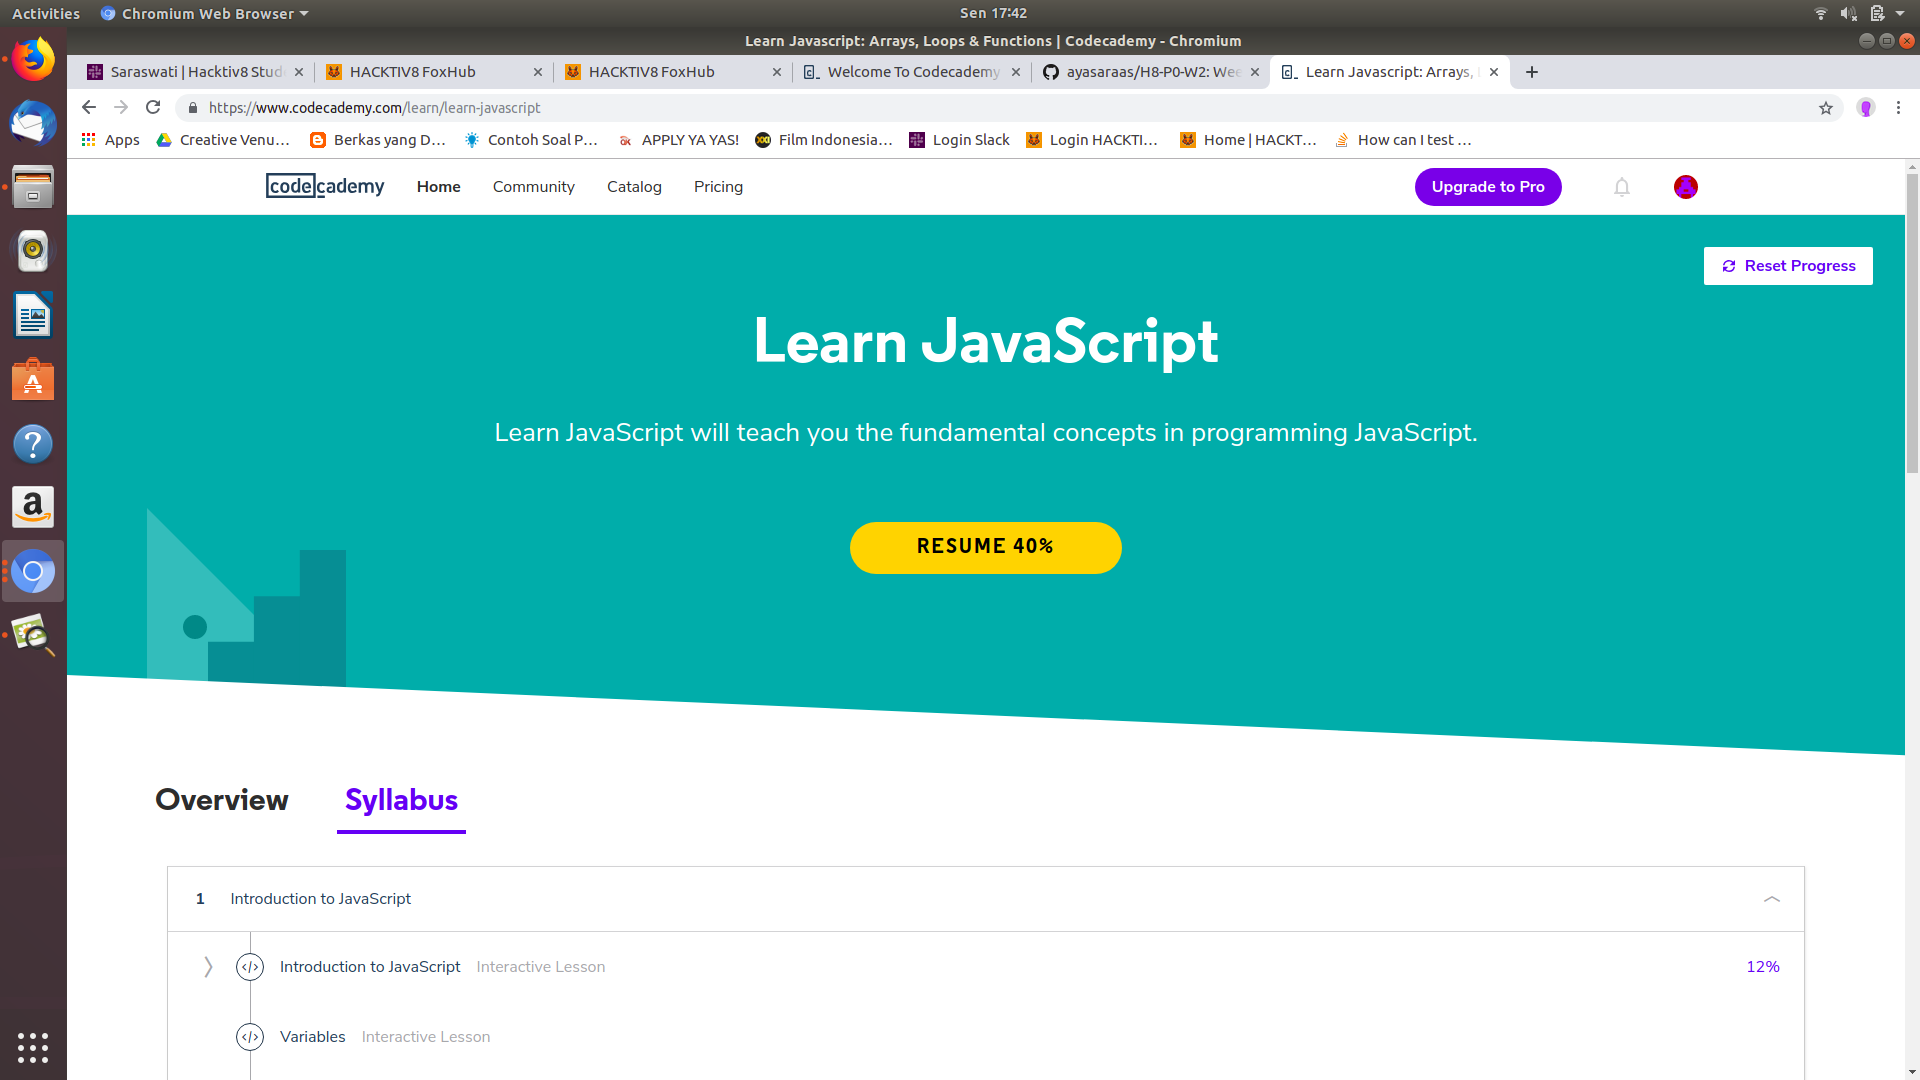 Activities Chromium Web Browser Sen 17:42
Learn Javascript: Arrays, Loops & Functions | Codecademy - Chromium
Saraswati | Hacktiv8 Stud HACKTIV8 FoxHub HACKTIV8 FoxHub Welcome To Codecademy ayasaraas/H8-P0-W2: Wee Learn Javascript: Arrays,
https://www.codecademy.com/learn/learn-javascript
Apps Creative Venu... Berkas yang D... Contoh Soal P... APPLY YA YAS! Film Indonesia... Login Slack Login HACKTI... Home | HACKT... How can I test ...
codecademy Home Community Catalog Pricing Upgrade to Pro
Reset Progress
Learn JavaScript
Learn JavaScript will teach you the fundamental concepts in programming JavaScript.
RESUME 40%
Overview Syllabus
1 Introduction to JavaScript
Introduction to JavaScript Interactive Lesson 12%
Variables Interactive Lesson